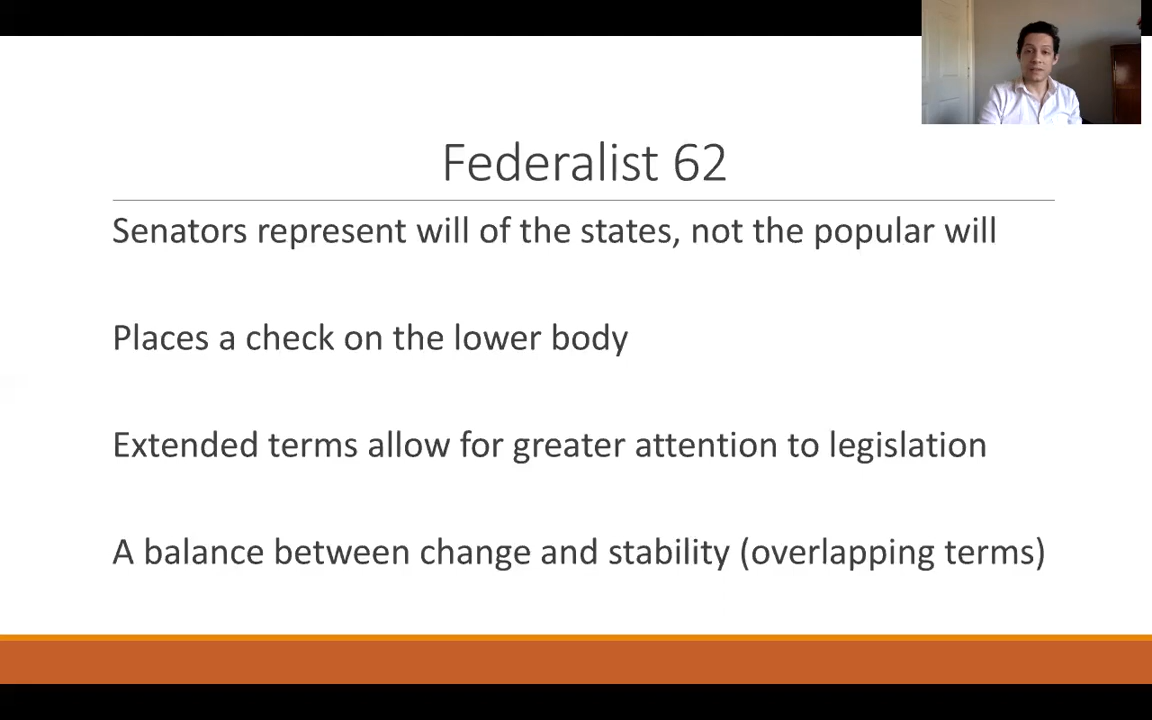 Federalist 62
Senators represent will of the states, not the popular will
Places a check on the lower body
Extended terms allow for greater attention to legislation
A balance between change and stability (overlapping terms)